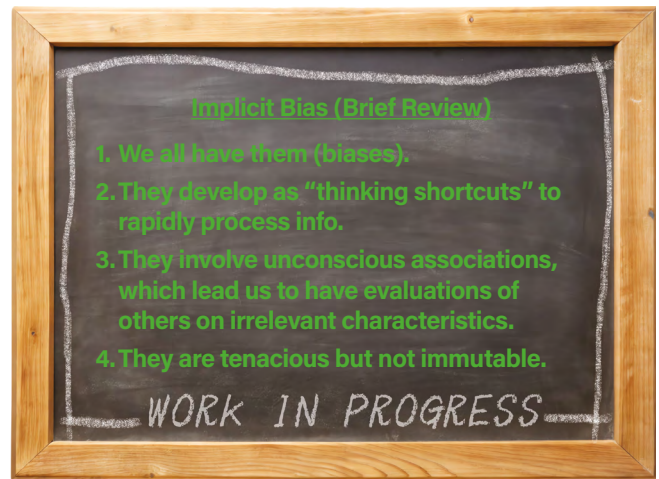 Implicit Bias (Brief Review)
1. We all have them (biases).
2. They develop as “thinking shortcuts” to
rapidly process info.
3. They involve unconscious associations,
which lead us to have evaluations of
others on irrelevant characteristics.
4. They are tenacious but not immutable.
WORK IN PROGRESS